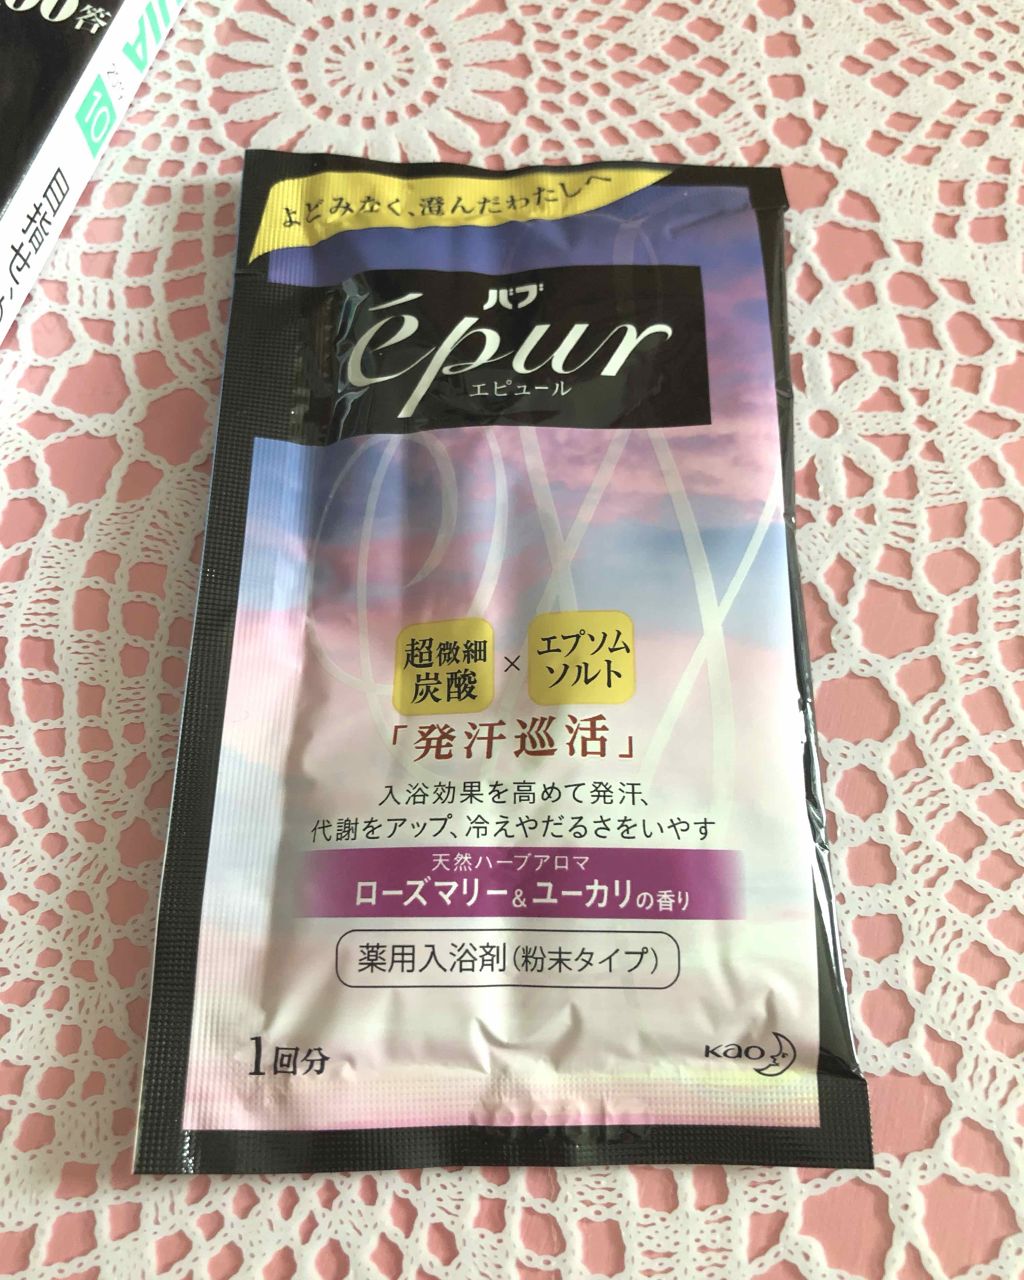 答
10
よどみなく、澄んだわたしへ
バブ
épur
エピュール
超微細
炭酸
×
エプソム
ソルト
「発汗巡活」
入浴効果を高めて発汗、
代謝をアップ、冷えやだるさをいやす
天然ハーブアロマ
ローズマリー&ユーカリの香り
薬用入浴剤(粉末タイプ)
1回分
Kao